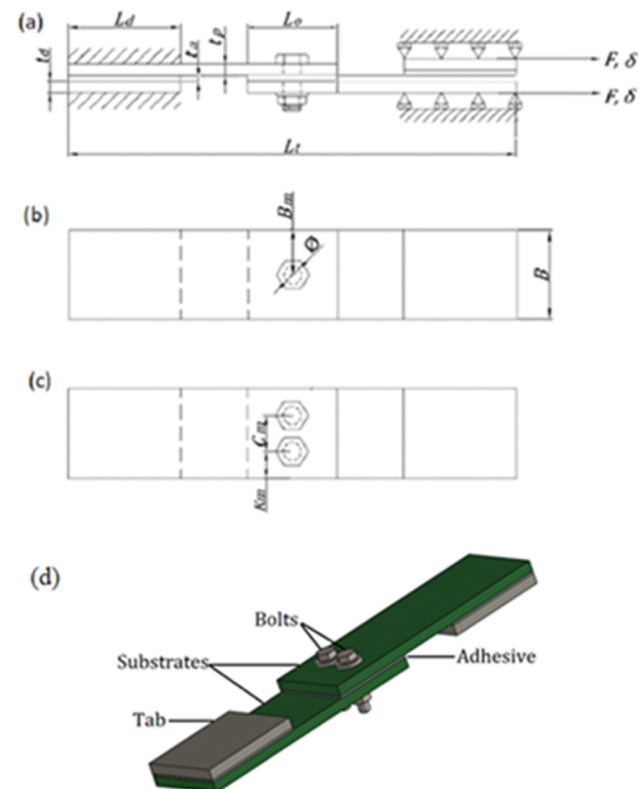 (a)
Ld
ta
tp
Lo
td
F, δ
F, δ
Lt
(b)
Bm
Ø
B
(c)
Cm
Km
(d)
Bolts
Substrates
Adhesive
Tab